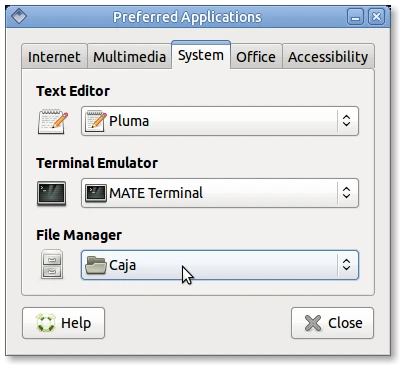 Preferred Applications
Internet Multimedia System Office Accessibility
Text Editor
Pluma
Terminal Emulator
MATE Terminal
File Manager
Caja
Help Close